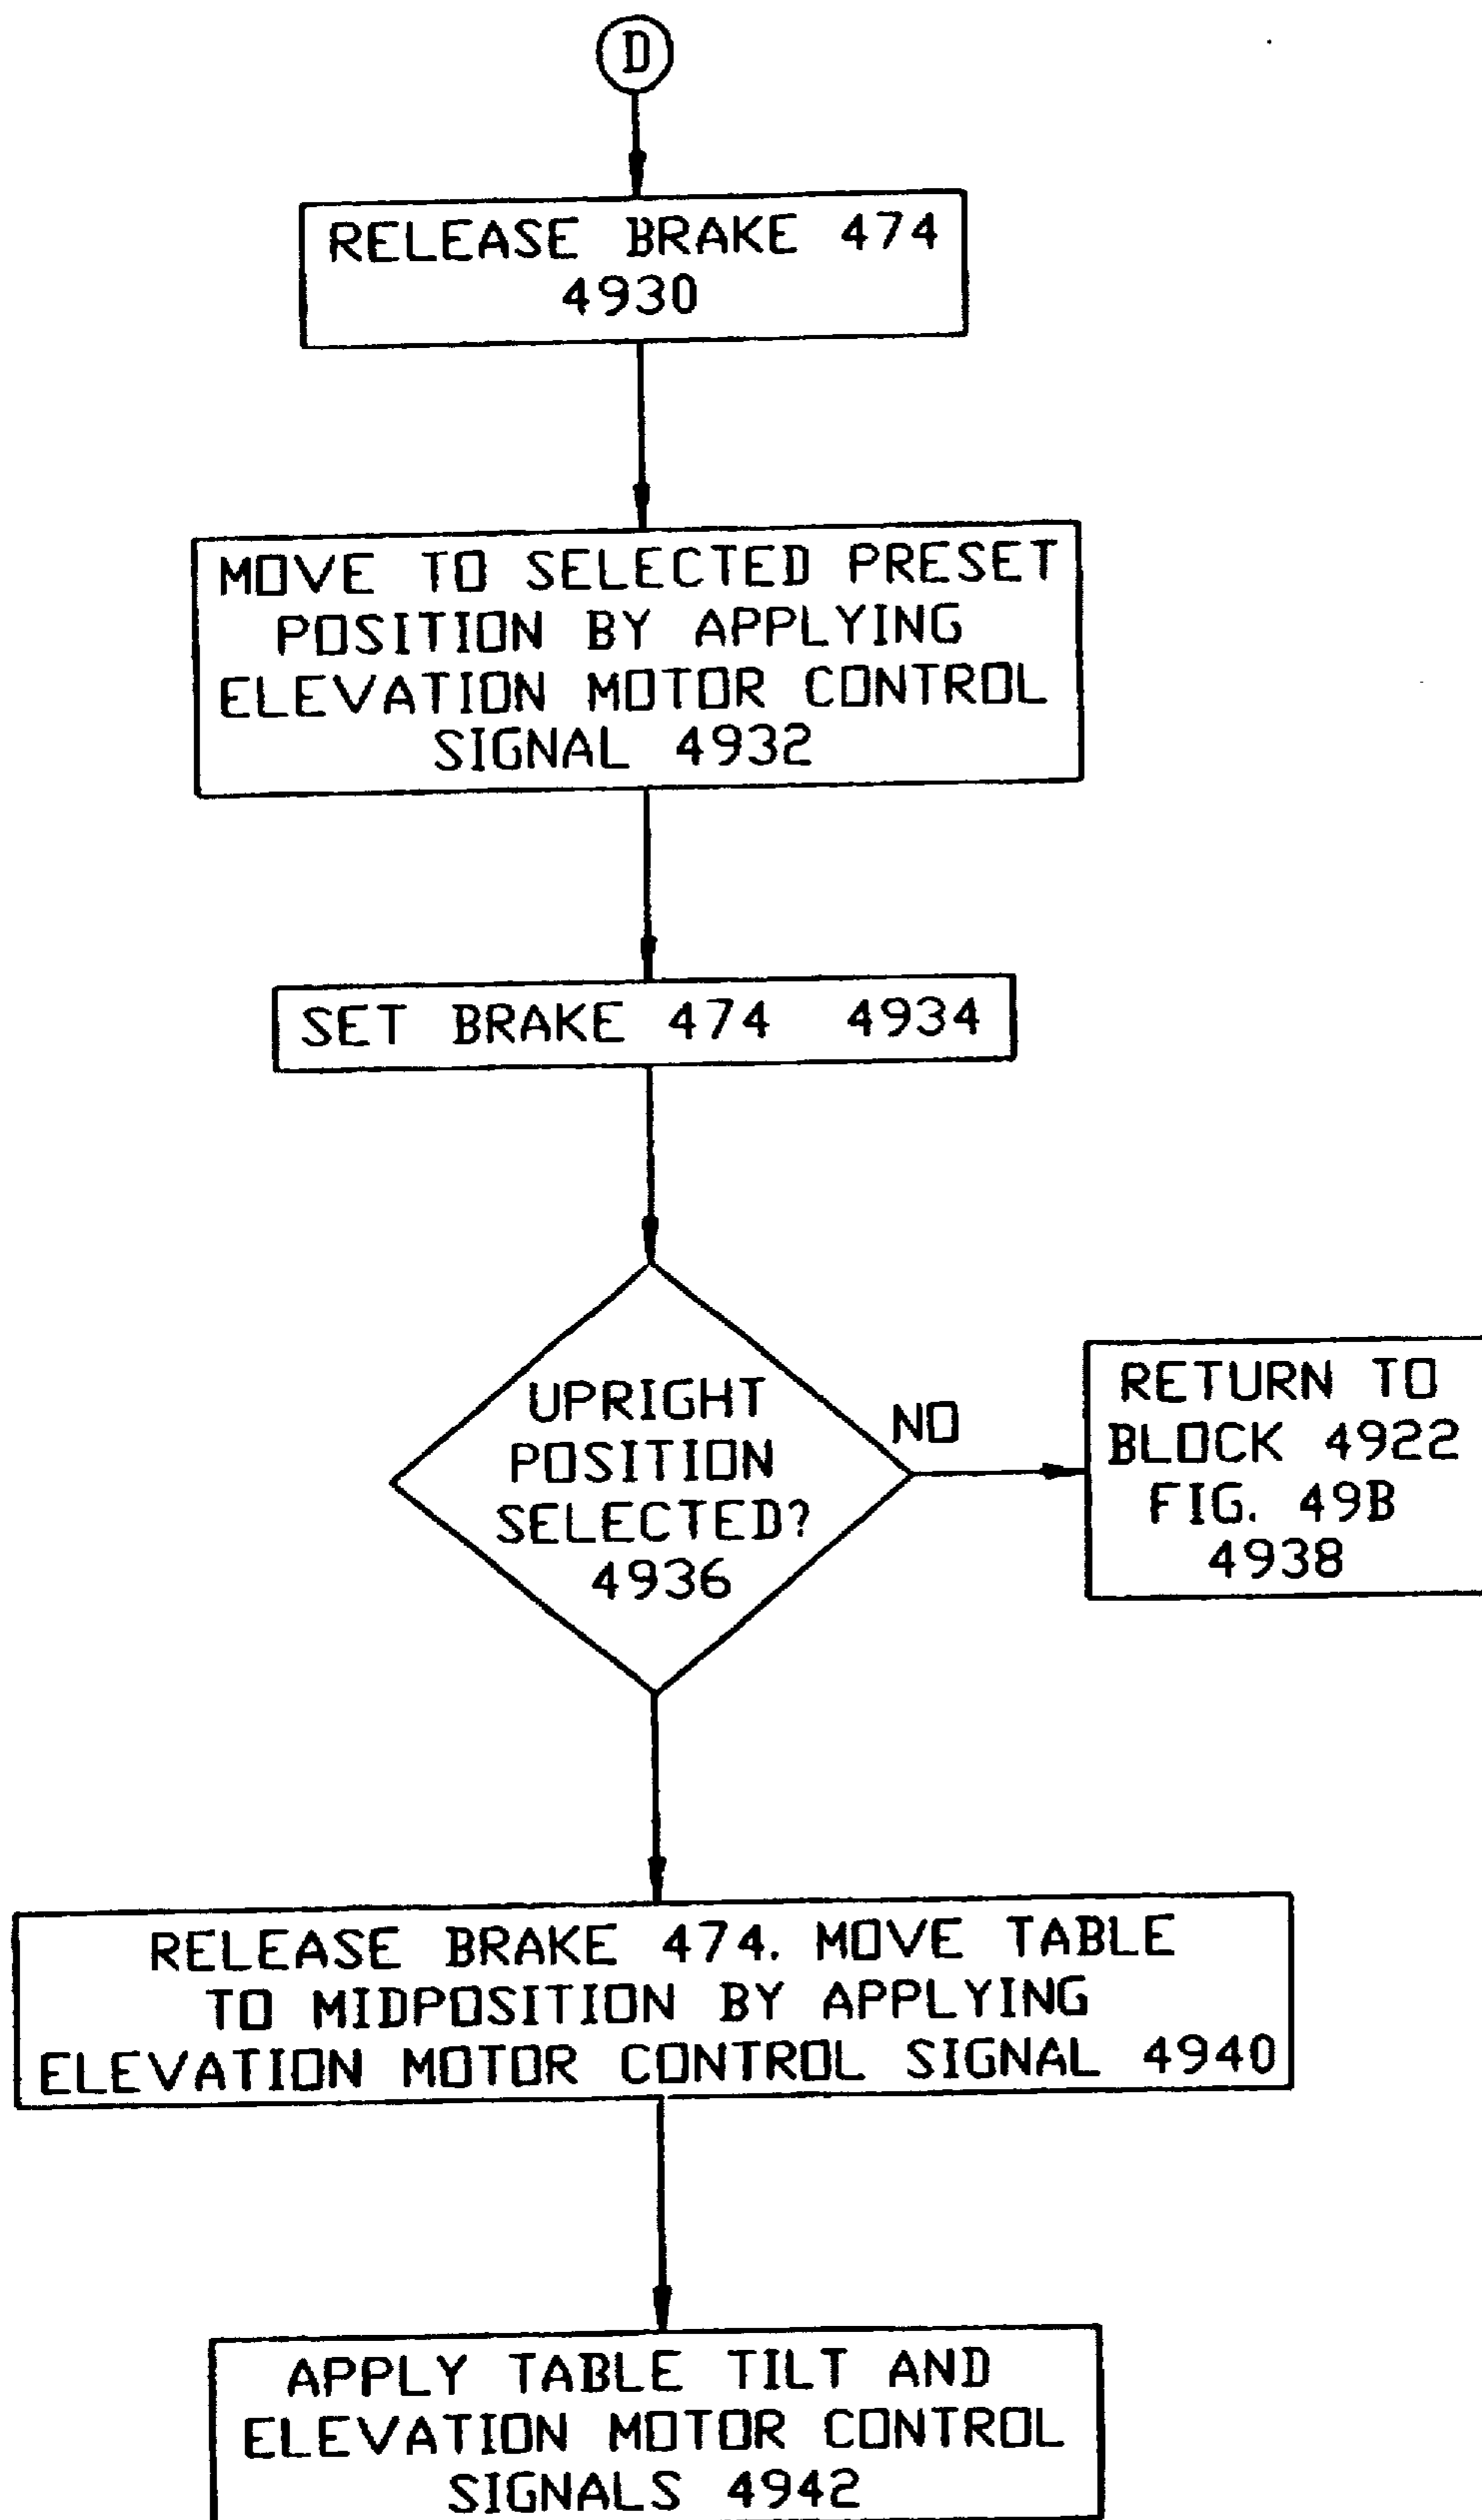 D
RELEASE BRAKE 474
4930
MOVE TO SELECTED PRESET
POSITION BY APPLYING
ELEVATION MOTOR CONTROL
SIGNAL 4932
SET BRAKE 474 4934
UPRIGHT
POSITION
SELECTED?
4936
NO
RETURN TO
BLOCK 4922
FIG. 49B
4938
RELEASE BRAKE 474. MOVE TABLE
TO MIDPOSITION BY APPLYING
ELEVATION MOTOR CONTROL SIGNAL 4940
APPLY TABLE TILT AND
ELEVATION MOTOR CONTROL
SIGNALS 4942